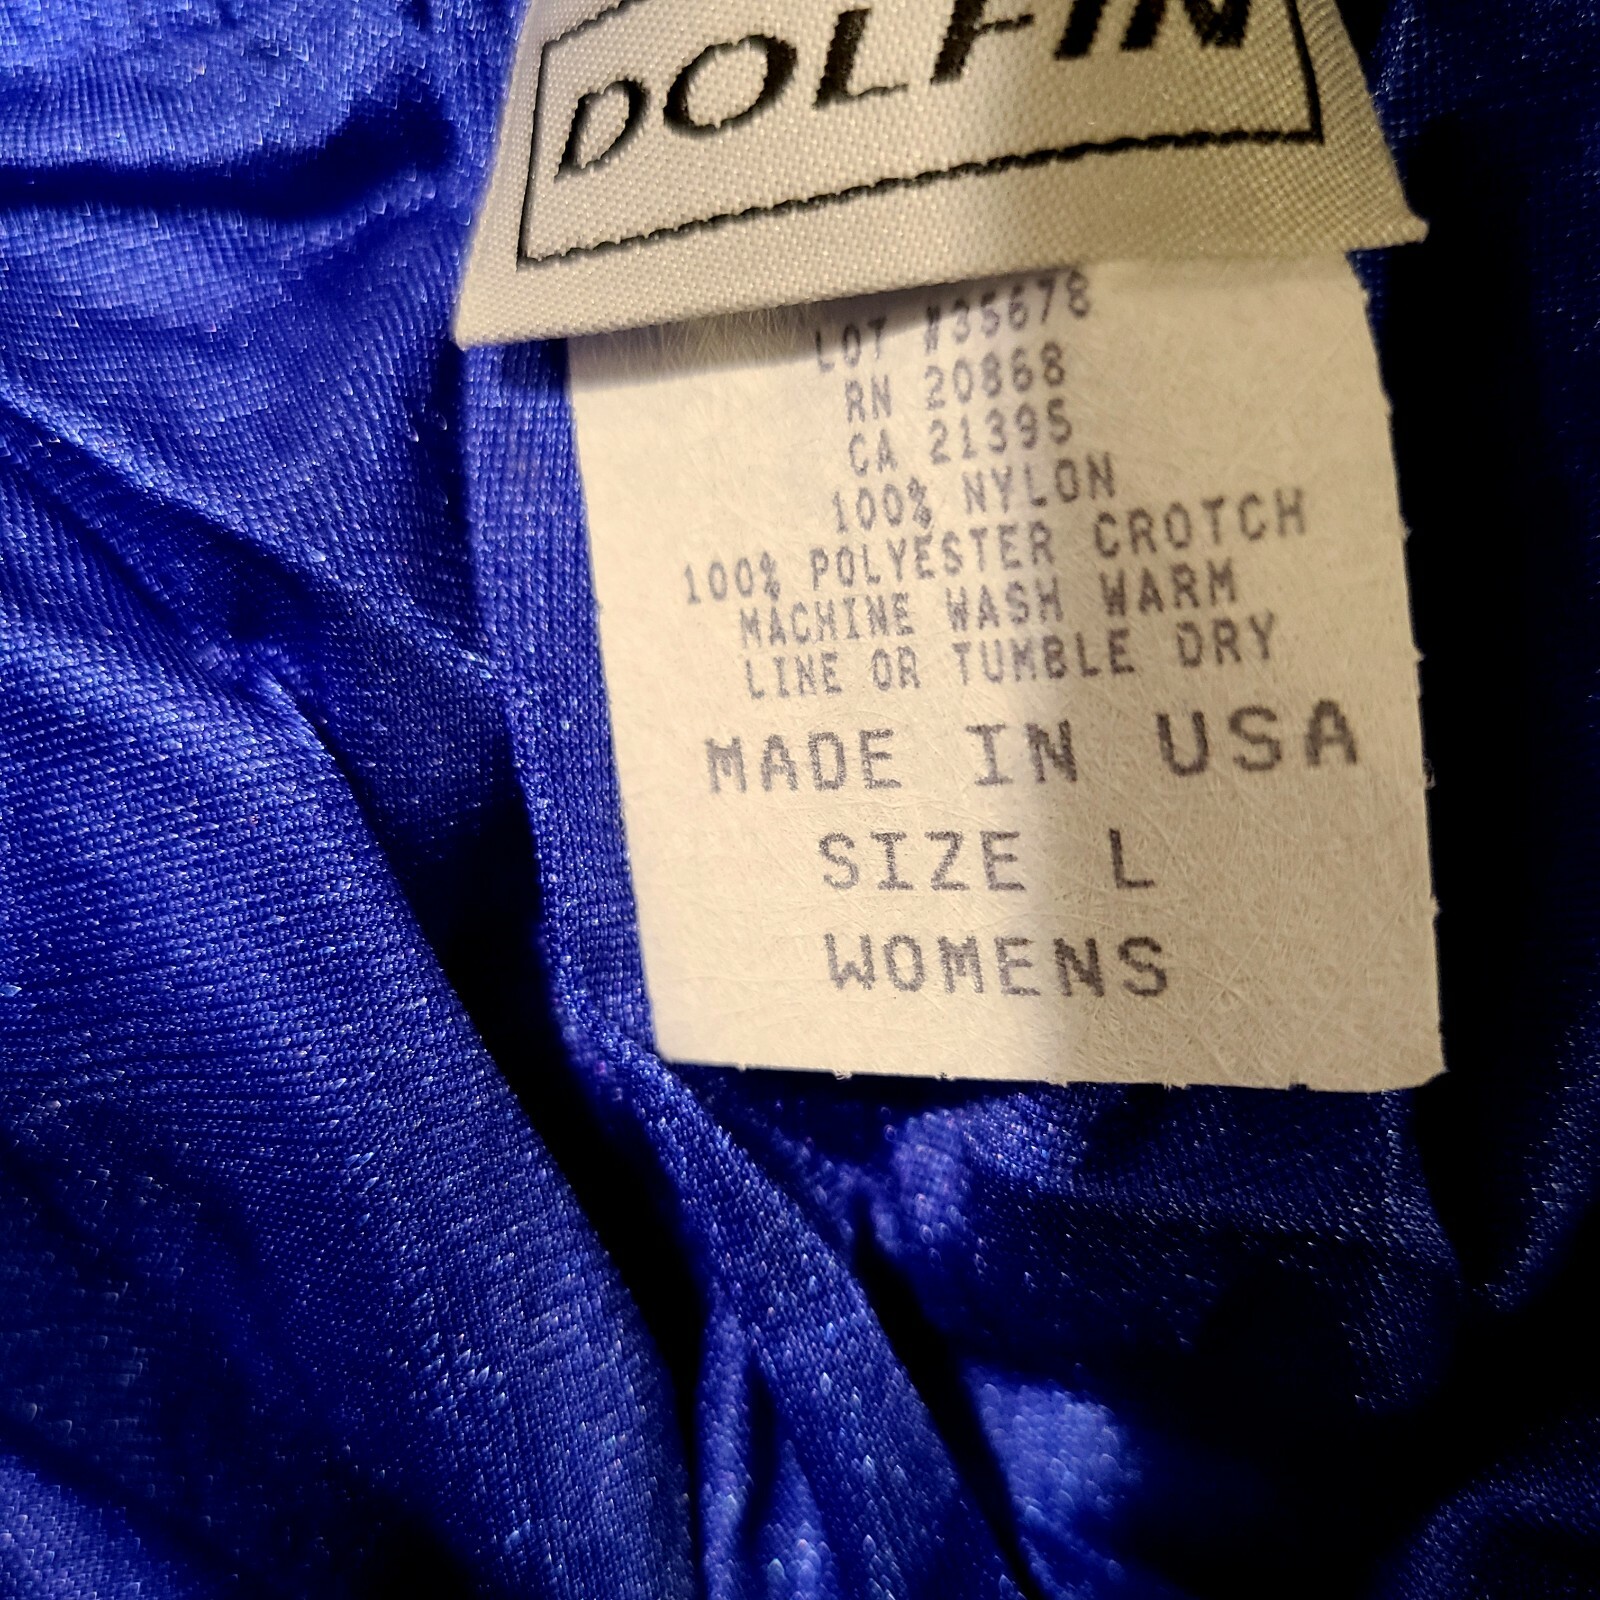 DOLFIN
LOT #35678
RN 20868
CA 21395
100% NYLON
100% POLYESTER CROTCH
MACHINE WASH WARM
LINE OR TUMBLE DRY
MADE IN USA
SIZE L
WOMENS